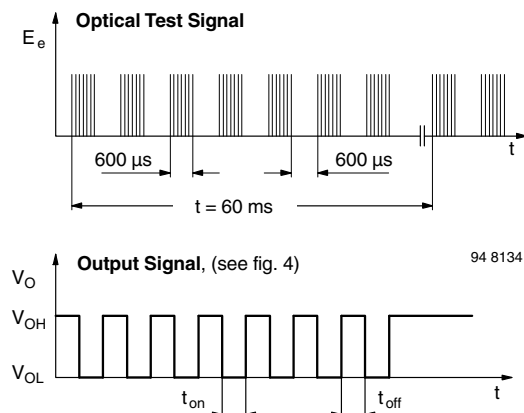 Optical Test Signal
E e
600 µs 600 µs
t
t = 60 ms
Output Signal, (see fig. 4)
94 8134
V O
V OH
V OL
t on t off
t